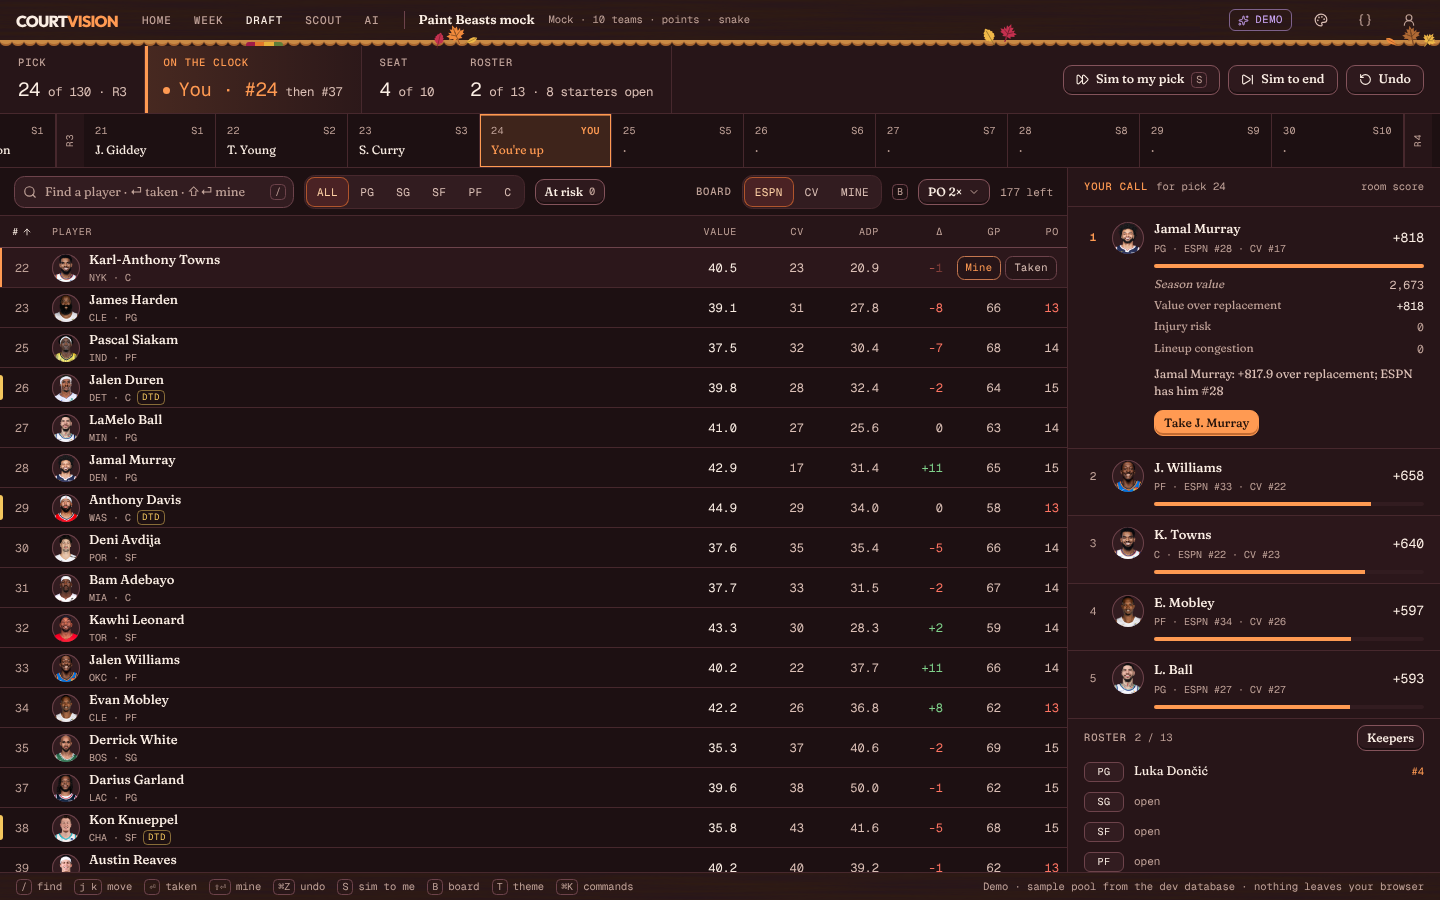 COURTVISION HOME WEEK DRAFT SCOUT AI Paint Beasts mock Mock · 10 teams · points · snake DEMO { }
PICK
24 of 130 · R3
ON THE CLOCK
• You · #24 then #37
SEAT
4 of 10
ROSTER
2 of 13 · 8 starters open
Sim to my pick S
Sim to end
Undo
on S1
R3
21 S1
J. Giddey
22 S2
T. Young
23 S3
S. Curry
24 YOU
You're up
25 S5
.
26 S6
.
27 S7
.
28 S8
.
29 S9
.
30 S10
.
R4
Find a player · ⏎ taken · ⇧⏎ mine / ALL PG SG SF PF C At risk 0 BOARD ESPN CV MINE B PO 2× 177 left
# ↑ PLAYER VALUE CV ADP Δ GP PO
22 Karl-Anthony Towns 40.5 23 20.9 -1 Mine Taken
NYK · C
23 James Harden 39.1 31 27.8 -8 66 13
CLE · PG
25 Pascal Siakam 37.5 32 30.4 -7 68 14
IND · PF
26 Jalen Duren 39.8 28 32.4 -2 64 15
DET · C DTD
27 LaMelo Ball 41.0 27 25.6 0 63 14
MIN · PG
28 Jamal Murray 42.9 17 31.4 +11 65 15
DEN · PG
29 Anthony Davis 44.9 29 34.0 0 58 13
WAS · C DTD
30 Deni Avdija 37.6 35 35.4 -5 66 14
POR · SF
31 Bam Adebayo 37.7 33 31.5 -2 67 14
MIA · C
32 Kawhi Leonard 43.3 30 28.3 +2 59 14
TOR · SF
33 Jalen Williams 40.2 22 37.7 +11 66 14
OKC · PF
34 Evan Mobley 42.2 26 36.8 +8 62 13
CLE · PF
35 Derrick White 35.3 37 40.6 -2 69 15
BOS · SG
37 Darius Garland 39.6 38 50.0 -1 62 15
LAC · PG
38 Kon Knueppel 35.8 43 41.6 -5 68 15
CHA · SF DTD
39 Austin Reaves 40.2 40 39.2 -1 62 13
YOUR CALL for pick 24 room score
1 Jamal Murray +818
PG · ESPN #28 · CV #17
Season value 2,673
Value over replacement +818
Injury risk 0
Lineup congestion 0
Jamal Murray: +817.9 over replacement; ESPN
has him #28
Take J. Murray
2 J. Williams +658
PF · ESPN #33 · CV #22
3 K. Towns +640
C · ESPN #22 · CV #23
4 E. Mobley +597
PF · ESPN #34 · CV #26
5 L. Ball +593
PG · ESPN #27 · CV #27
ROSTER 2 / 13 Keepers
PG Luka Dončić #4
SG open
SF open
PF open
/ find j k move ⏎ taken ⇧⏎ mine ⌘Z undo S sim to me B board T theme ⌘K commands Demo · sample pool from the dev database · nothing leaves your browser